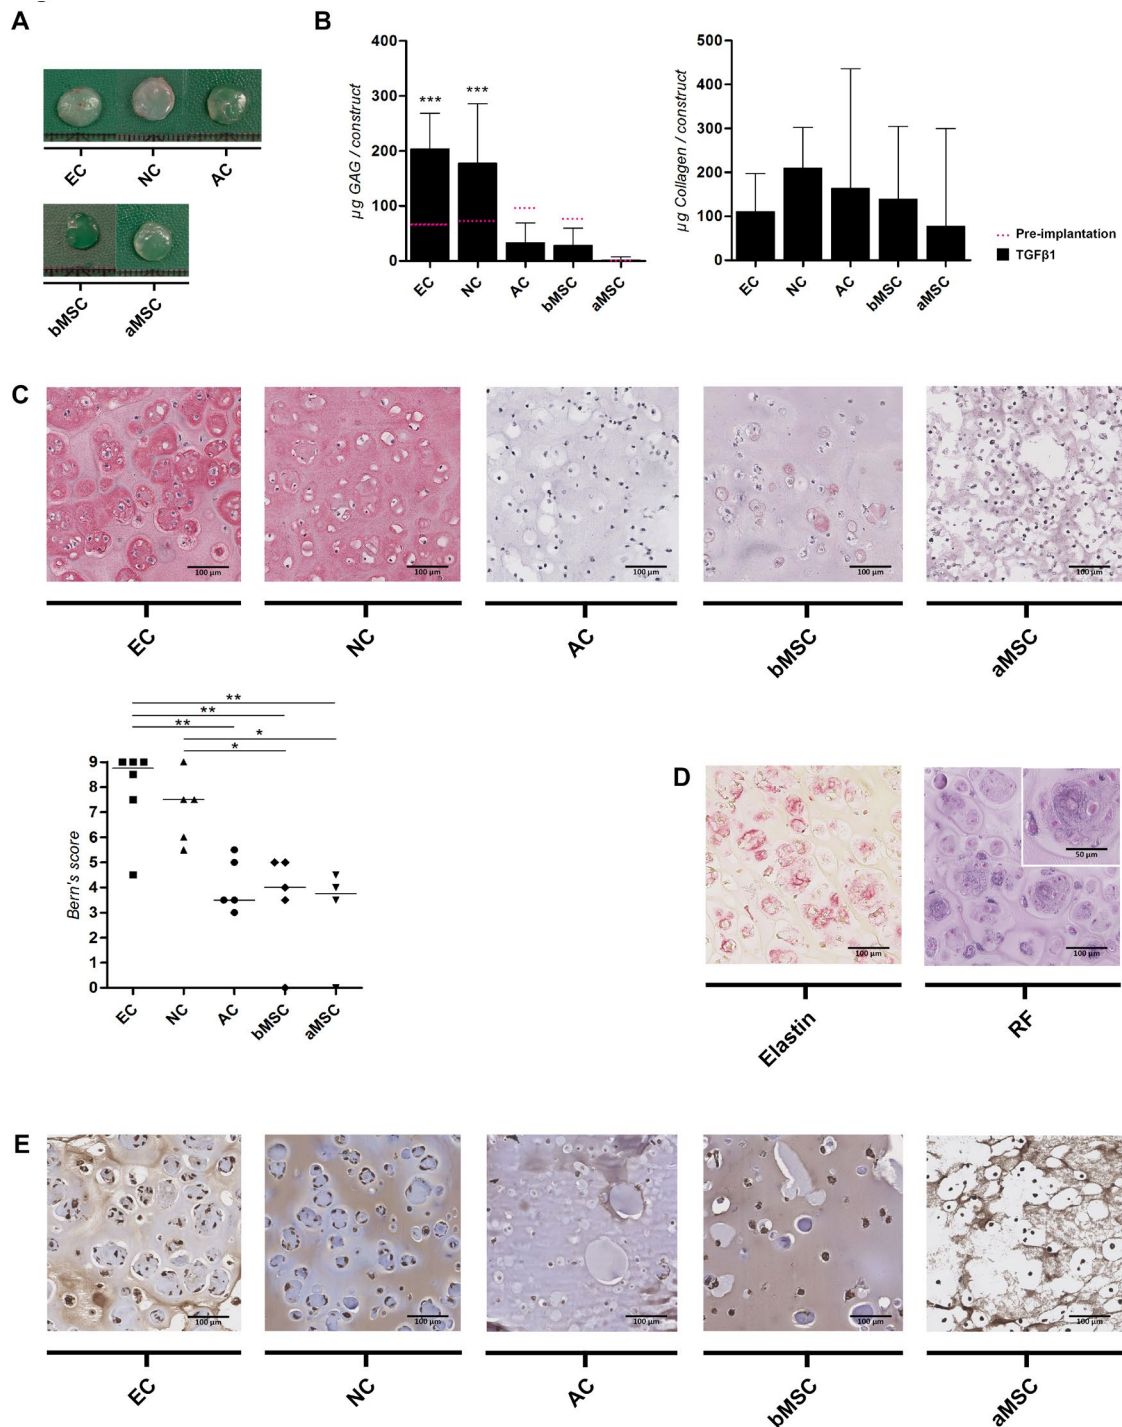 A
EC
NC
AC
bMSC
aMSC
B
µg GAG / construct
400
300
200
100
0
***
***
EC
NC
AC
bMSC
aMSC
µg Collagen / construct
500
400
300
200
100
0
EC
NC
AC
bMSC
aMSC
Pre-implantation
TGFβ1
C
100 µm
100 µm
100 µm
100 µm
100 µm
EC
NC
AC
bMSC
aMSC
**
**
**
*
*
Bern's score
9
8
7
6
5
4
3
2
1
0
EC
NC
AC
bMSC
aMSC
D
100 µm
50 µm
100 µm
Elastin
RF
E
100 µm
100 µm
100 µm
100 µm
100 µm
EC
NC
AC
bMSC
aMSC